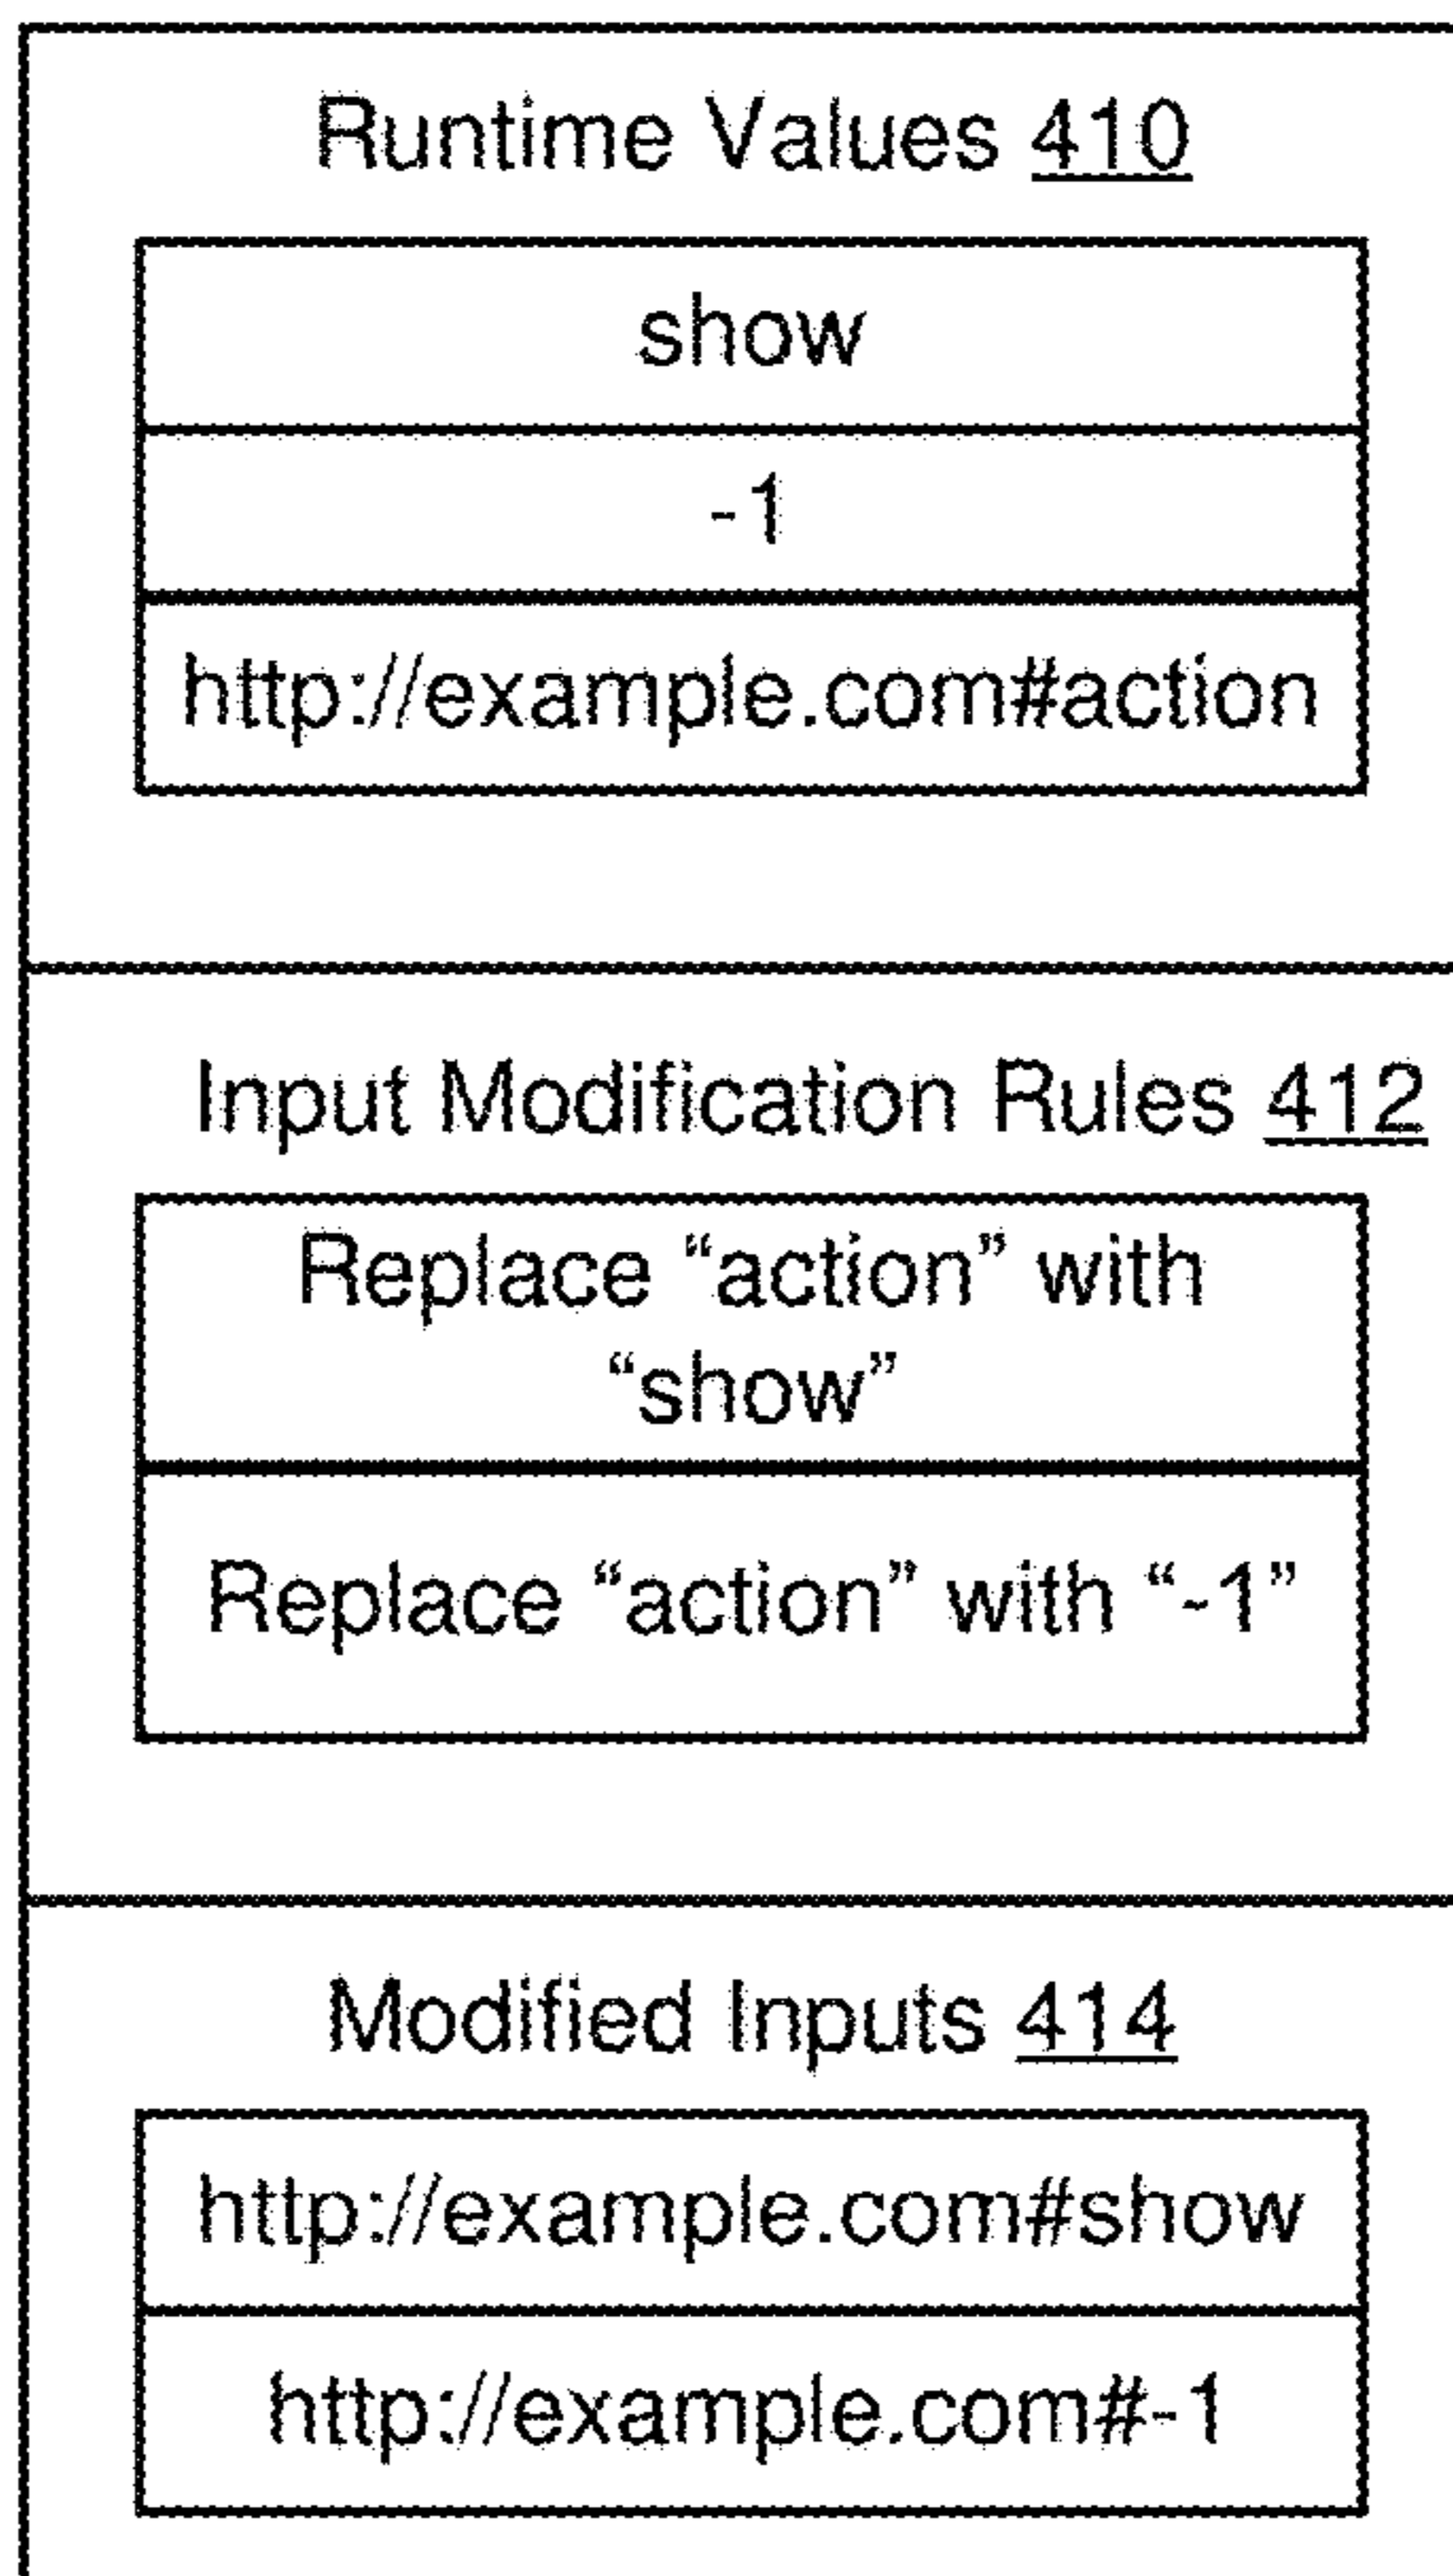 Runtime Values 410
show
-1
http://example.com#action
Input Modification Rules 412
Replace “action” with
“show”
Replace “action” with “-1”
Modified Inputs 414
http://example.com#show
http://example.com#-1